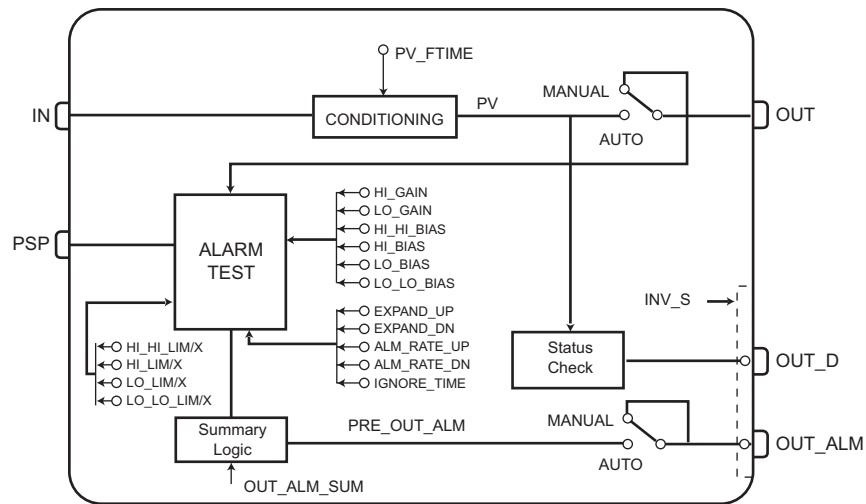 PV_FTIME
IN
CONDITIONING
PV
MANUAL
AUTO
OUT
PSP
ALARM
TEST
HI_GAIN
LO_GAIN
HI_HI_BIAS
HI_BIAS
LO_BIAS
LO_LO_BIAS
EXPAND_UP
EXPAND_DN
ALM_RATE_UP
ALM_RATE_DN
IGNORE_TIME
HI_HI_LIM/X
HI_LIM/X
LO_LIM/X
LO_LO_LIM/X
INV_S
Status
Check
OUT_D
Summary
Logic
PRE_OUT_ALM
MANUAL
AUTO
OUT_ALM
OUT_ALM_SUM